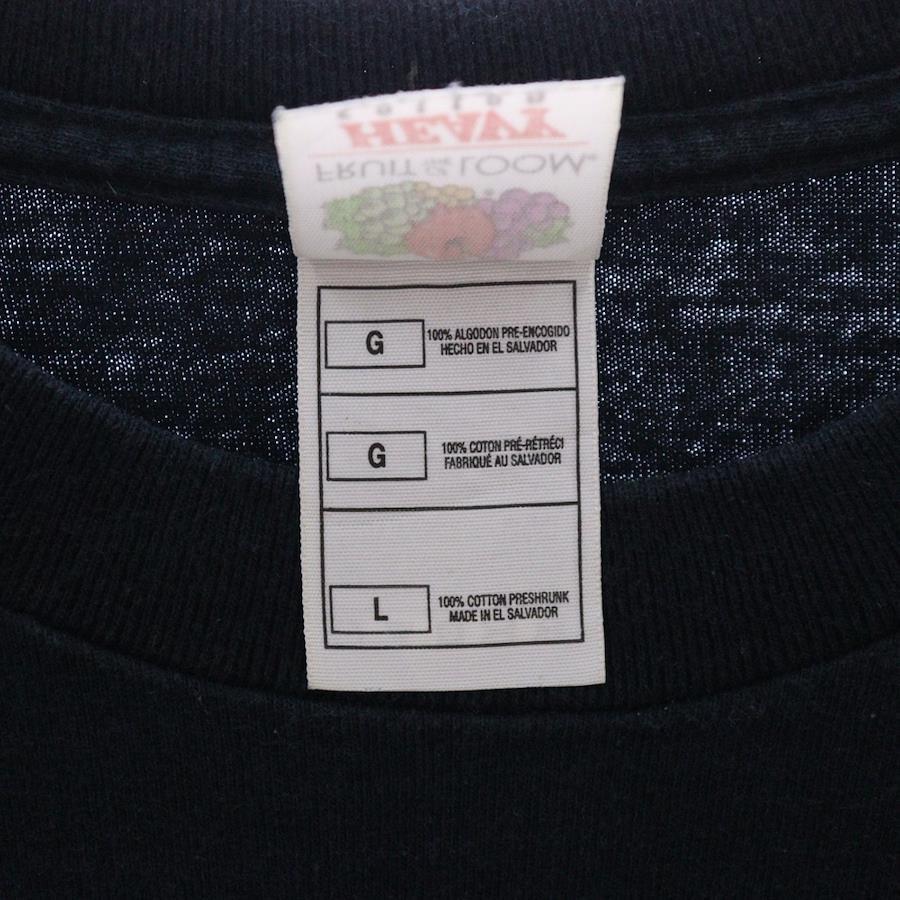 COTTON
HEAVY
FRUIT OF THE LOOM®
G
100% ALGODON PRE-ENCOGIDO
HECHO EN EL SALVADOR
G
100% COTON PRÉ-RÉTRÉCI
FABRIQUÉ AU SALVADOR
L
100% COTTON PRESHRUNK
MADE IN EL SALVADOR